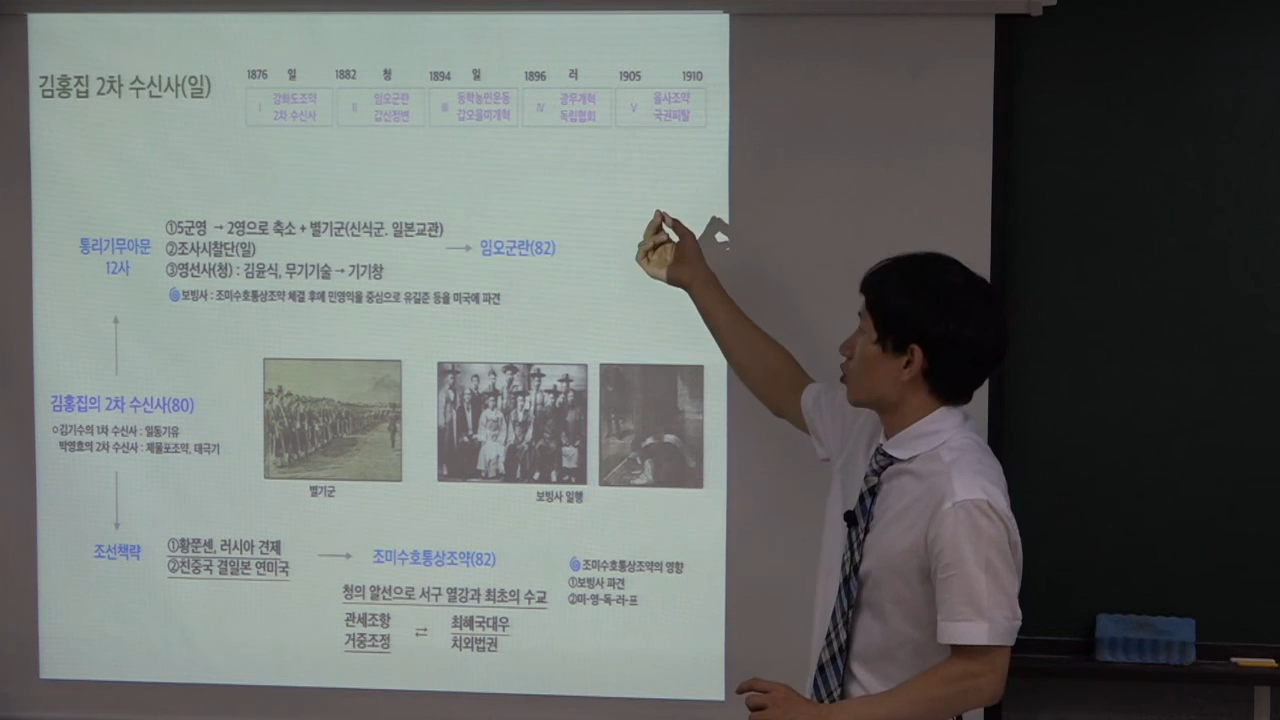 김홍집 2차 수신사(일)
1876 일 1882 청 1894 일 1896 러 1905 1910
Ⅰ 강화도조약 2차 수신사
Ⅱ 임오군란 갑신정변
Ⅲ 동학농민운동 갑오을미개혁
Ⅳ 광무개혁 독립협회
Ⅴ 을사조약 국권피탈
통리기무아문
12사
①5군영 → 2영으로 축소 + 별기군(신식군. 일본교관)
②조사시찰단(일)
③영선사(청) : 김윤식, 무기기술→ 기기창
임오군란(82)
보빙사 : 조미수호통상조약 체결 후에 민영익을 중심으로 유길준 등을 미국에 파견
김홍집의 2차 수신사(80)
○김기수의 1차 수신사 : 일동기유
박영효의 2차 수신사 : 제물포조약, 태극기
별기군
보빙사 일행
조선책략
①황쭌셴, 러시아 견제
②친중국 결일본 연미국
조미수호통상조약(82)
청의 알선으로 서구 열강과 최초의 수교
관세조항 ⇄ 최혜국대우
거중조정 치외법권
조미수호통상조약의 영향
①보빙사 파견
②미-영-독-러-프